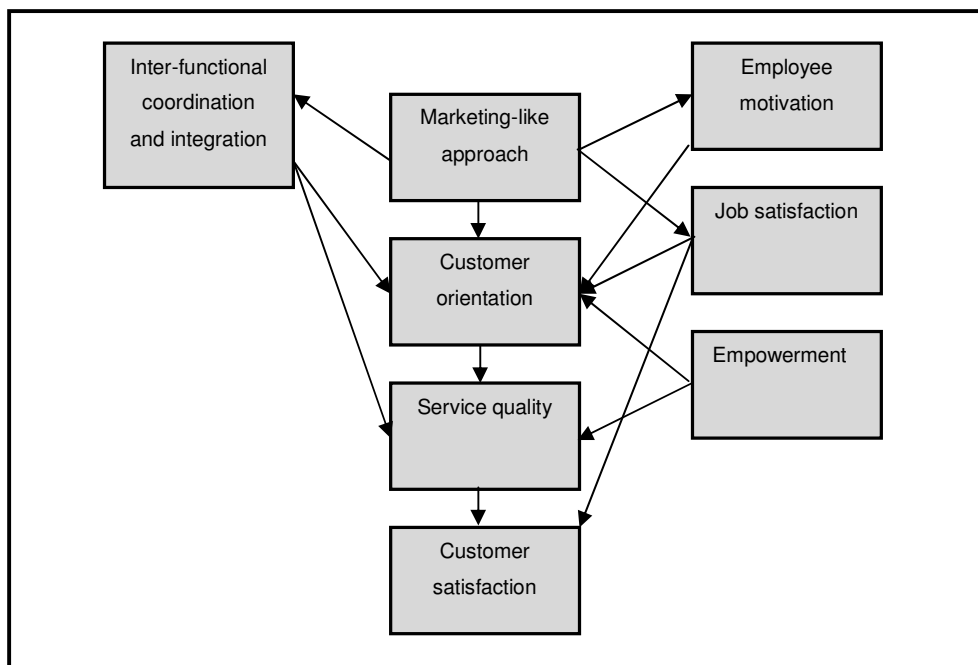 Inter-functional
coordination
and integration
Marketing-like
approach
Employee
motivation
Job satisfaction
Customer
orientation
Empowerment
Service quality
Customer
satisfaction